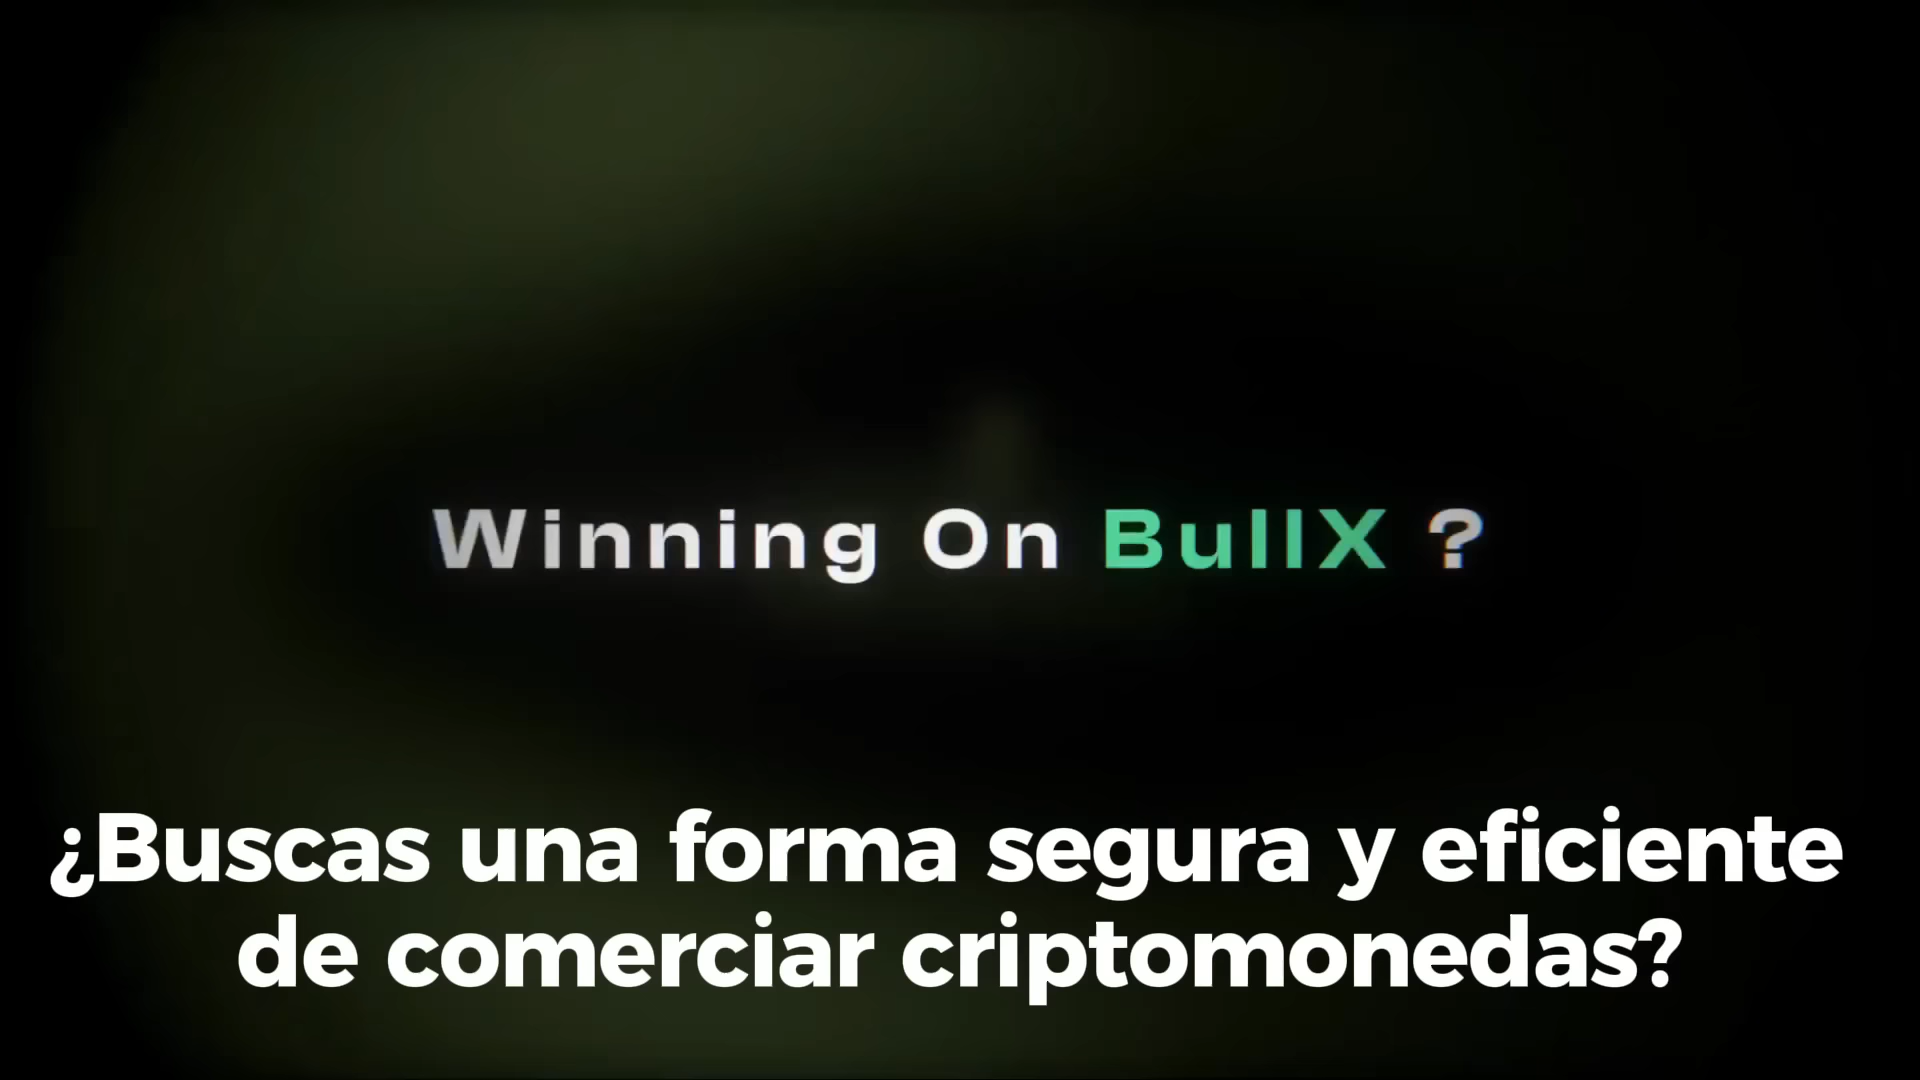 Winning On BullX ?
¿Buscas una forma segura y eficiente
de comerciar criptomonedas?